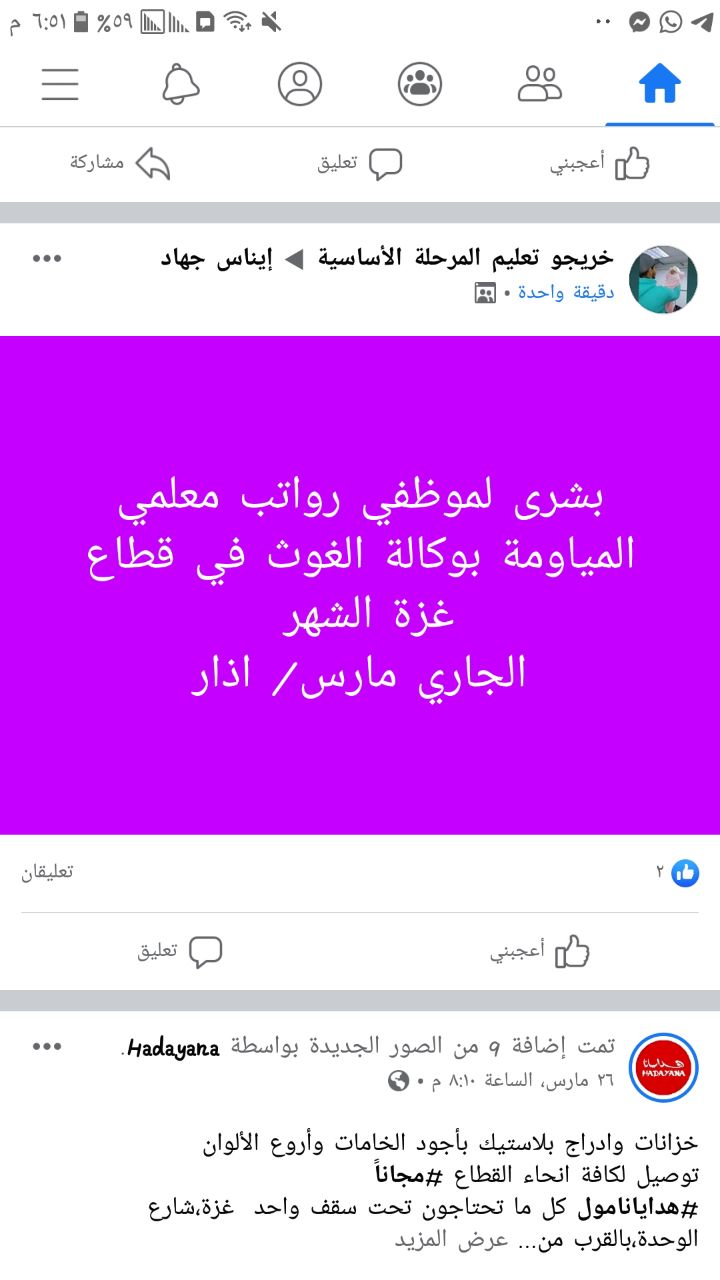 ٦:٥١ م
٥٩%
أعجبني
تعليق
مشاركة
إيناس جهاد ◀ خريجو تعليم المرحلة الأساسية
دقيقة واحدة •
بشرى لموظفي رواتب معلمي
المياومة بوكالة الغوث في قطاع
غزة الشهر
الجاري مارس/ اذار
٢
تعليقان
أعجبني
تعليق
هدايانا
HADAYANA
تمت إضافة ٩ من الصور الجديدة بواسطة Hadayana.
٢٦ مارس، الساعة ٨:١٠ م •
خزانات وادراج بلاستيك بأجود الخامات وأروع الألوان
توصيل لكافة انحاء القطاع #مجاناً
#هدايانامول كل ما تحتاجون تحت سقف واحد غزة،شارع
الوحدة،بالقرب من... عرض المزيد